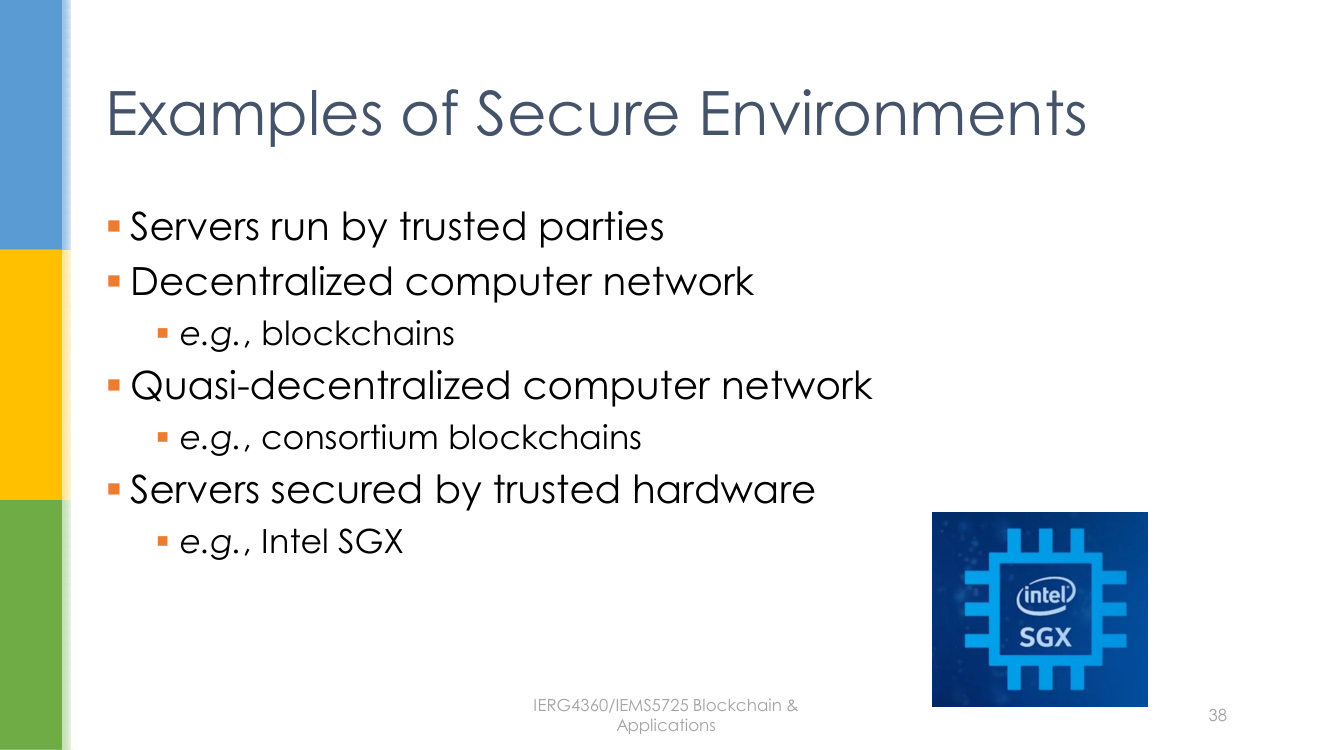 Examples of Secure Environments
▪ Servers run by trusted parties
▪ Decentralized computer network
▪ e.g., blockchains
▪ Quasi-decentralized computer network
▪ e.g., consortium blockchains
▪ Servers secured by trusted hardware
▪ e.g., Intel SGX
intel
SGX
IERG4360/IEMS5725 Blockchain &
Applications
38